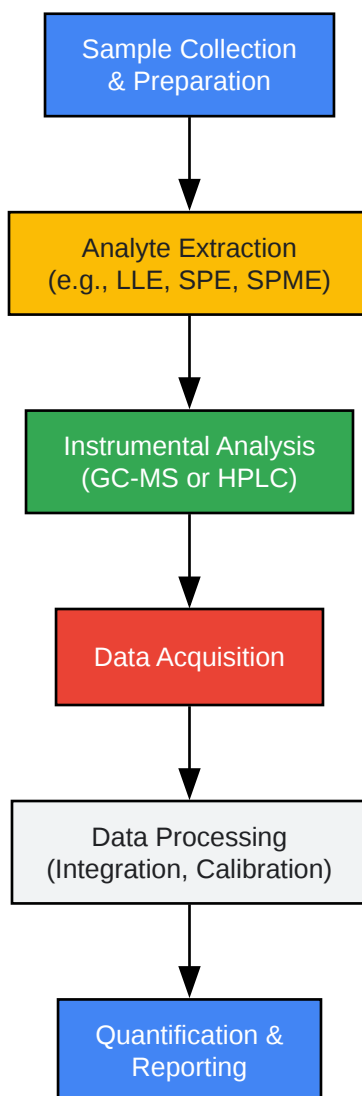 Sample Collection
& Preparation
Analyte Extraction
(e.g., LLE, SPE, SPME)
Instrumental Analysis
(GC-MS or HPLC)
Data Acquisition
Data Processing
(Integration, Calibration)
Quantification &
Reporting